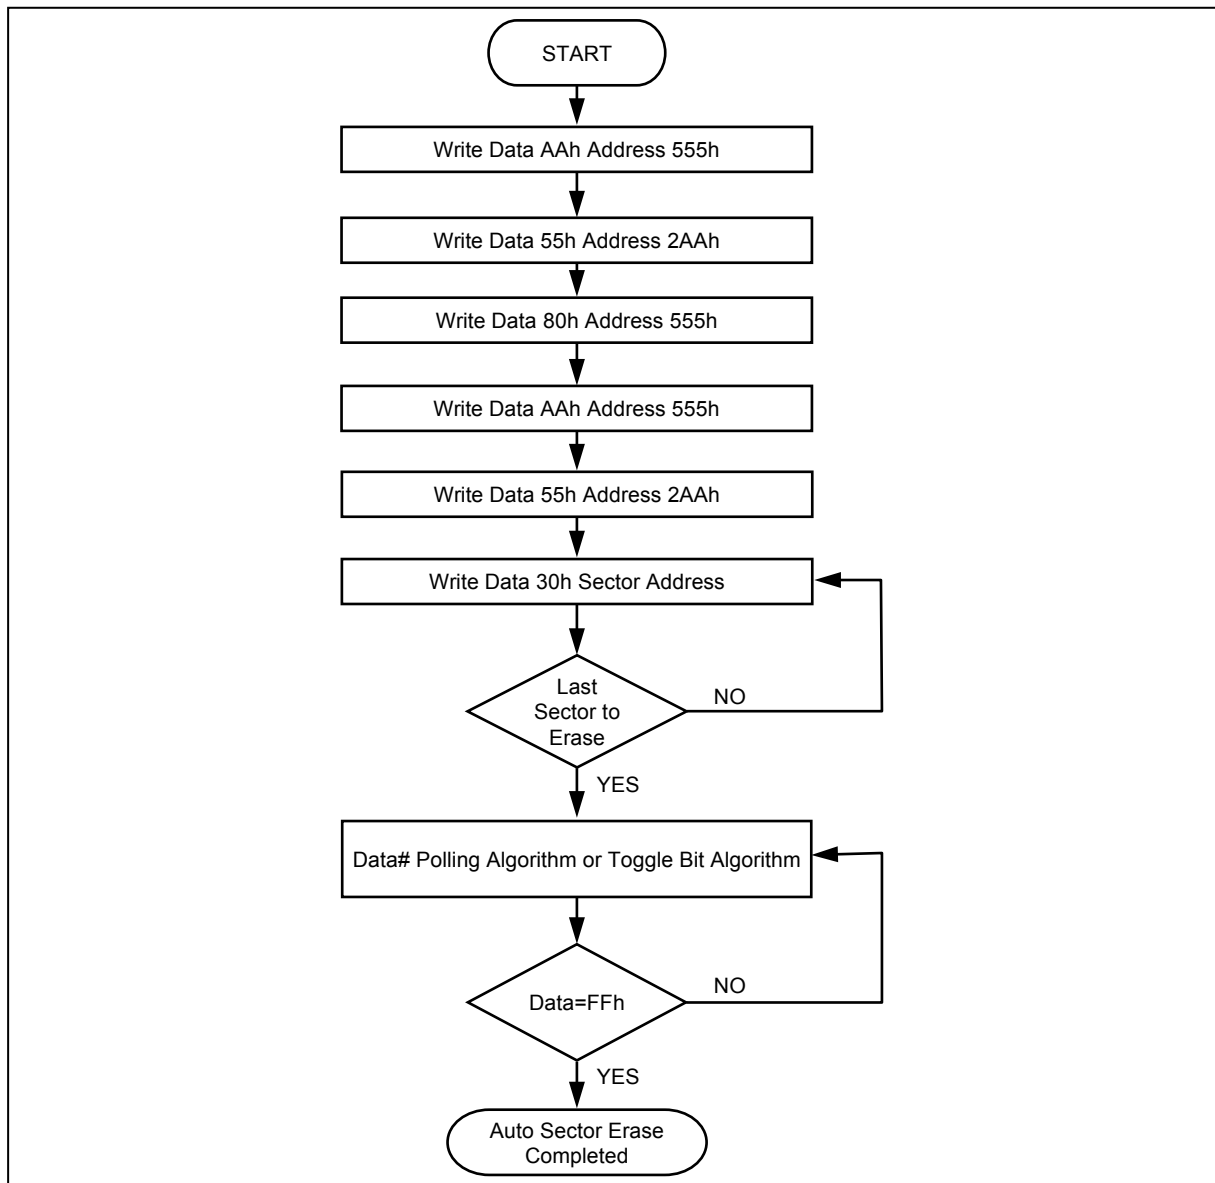 START
Write Data AAh Address 555h
Write Data 55h Address 2AAh
Write Data 80h Address 555h
Write Data AAh Address 555h
Write Data 55h Address 2AAh
Write Data 30h Sector Address
Last
Sector to
Erase
NO
YES
Data# Polling Algorithm or Toggle Bit Algorithm
Data=FFh
NO
YES
Auto Sector Erase
Completed